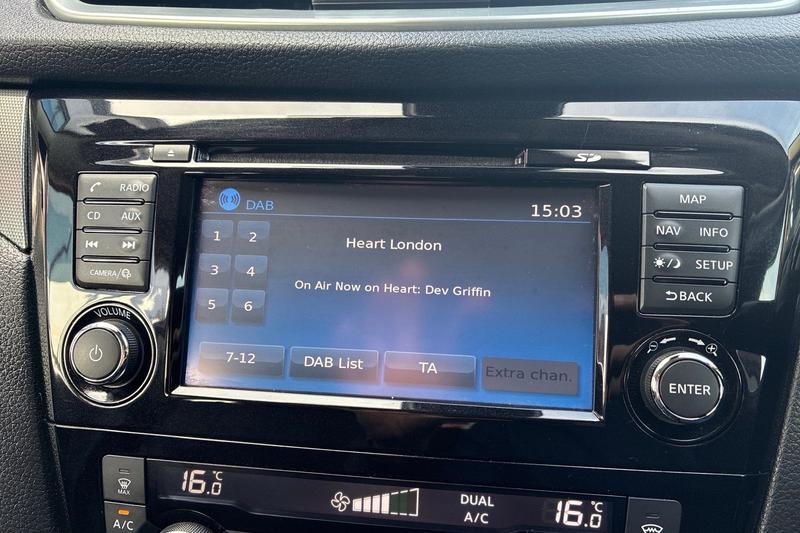 SD
RADIO
CD AUX
CAMERA/
VOLUME
DAB
15:03
1 2
3 4
5 6
Heart London
On Air Now on Heart: Dev Griffin
7-12
DAB List
TA
Extra chan.
MAP
NAV INFO
SETUP
BACK
ENTER
MAX
A/C
16.0 °C
DUAL
A/C
16.0 °C